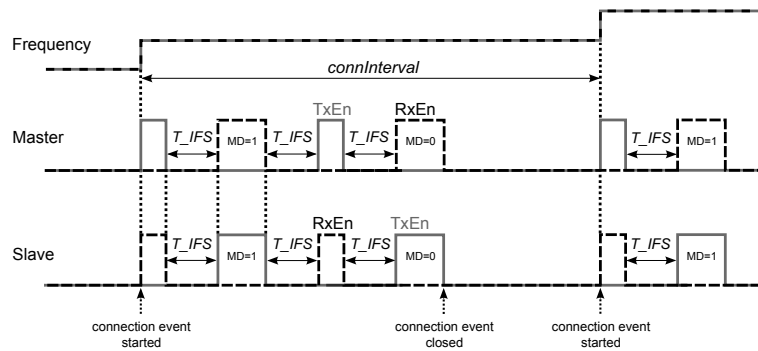 Frequency
connInterval
TxEn
RxEn
Master
T_IFS
MD=1
T_IFS
T_IFS
MD=0
T_IFS
MD=1
RxEn
TxEn
Slave
T_IFS
MD=1
T_IFS
T_IFS
MD=0
T_IFS
MD=1
connection event
started
connection event
closed
connection event
started